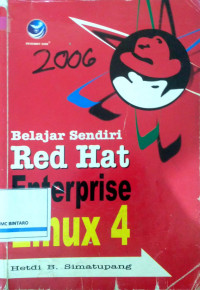 2006
Belajar Sendiri
Red Hat
Enterprise
Linux 4
Hetdi B. Simatupang